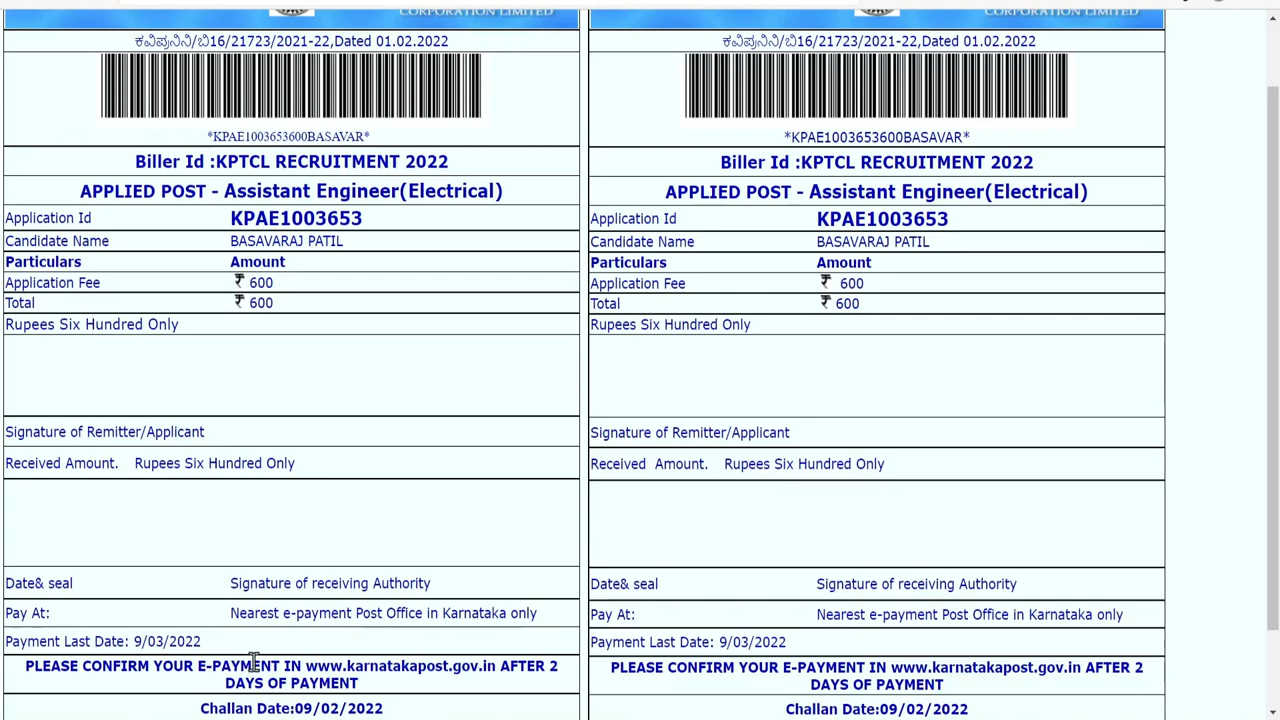 CORPORATION LIMITED
ಕವಿಪ್ರನಿನಿ/ಬಿ16/21723/2021-22,Dated 01.02.2022
*KPAE1003653600BASAVAR*
Biller Id :KPTCL RECRUITMENT 2022
APPLIED POST - Assistant Engineer(Electrical)
Application Id KPAE1003653
Candidate Name BASAVARAJ PATIL
Particulars Amount
Application Fee ₹ 600
Total ₹ 600
Rupees Six Hundred Only
Signature of Remitter/Applicant
Received Amount. Rupees Six Hundred Only
Date& seal Signature of receiving Authority
Pay At: Nearest e-payment Post Office in Karnataka only
Payment Last Date: 9/03/2022
PLEASE CONFIRM YOUR E-PAYMENT IN www.karnatakapost.gov.in AFTER 2
DAYS OF PAYMENT
Challan Date:09/02/2022
CORPORATION LIMITED
ಕವಿಪ್ರನಿನಿ/ಬಿ16/21723/2021-22,Dated 01.02.2022
*KPAE1003653600BASAVAR*
Biller Id :KPTCL RECRUITMENT 2022
APPLIED POST - Assistant Engineer(Electrical)
Application Id KPAE1003653
Candidate Name BASAVARAJ PATIL
Particulars Amount
Application Fee ₹ 600
Total ₹ 600
Rupees Six Hundred Only
Signature of Remitter/Applicant
Received Amount. Rupees Six Hundred Only
Date& seal Signature of receiving Authority
Pay At: Nearest e-payment Post Office in Karnataka only
Payment Last Date: 9/03/2022
PLEASE CONFIRM YOUR E-PAYMENT IN www.karnatakapost.gov.in AFTER 2
DAYS OF PAYMENT
Challan Date:09/02/2022